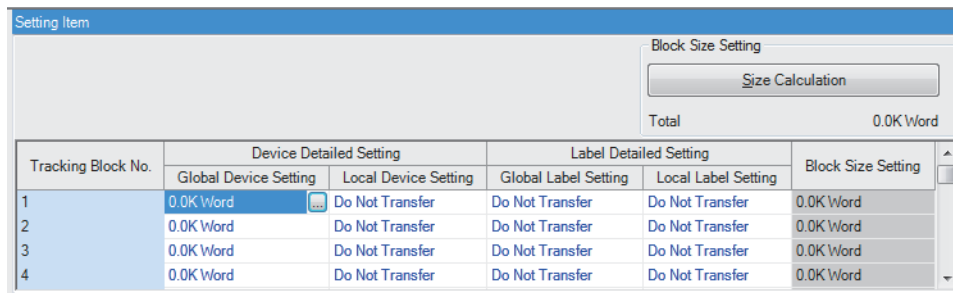 Setting Item
Block Size Setting
Size Calculation
Total 0.0K Word
Tracking Block No. Device Detailed Setting Label Detailed Setting Block Size Setting
Global Device Setting Local Device Setting Global Label Setting Local Label Setting
1 0.0K Word ... Do Not Transfer Do Not Transfer Do Not Transfer 0.0K Word
2 0.0K Word Do Not Transfer Do Not Transfer Do Not Transfer 0.0K Word
3 0.0K Word Do Not Transfer Do Not Transfer Do Not Transfer 0.0K Word
4 0.0K Word Do Not Transfer Do Not Transfer Do Not Transfer 0.0K Word